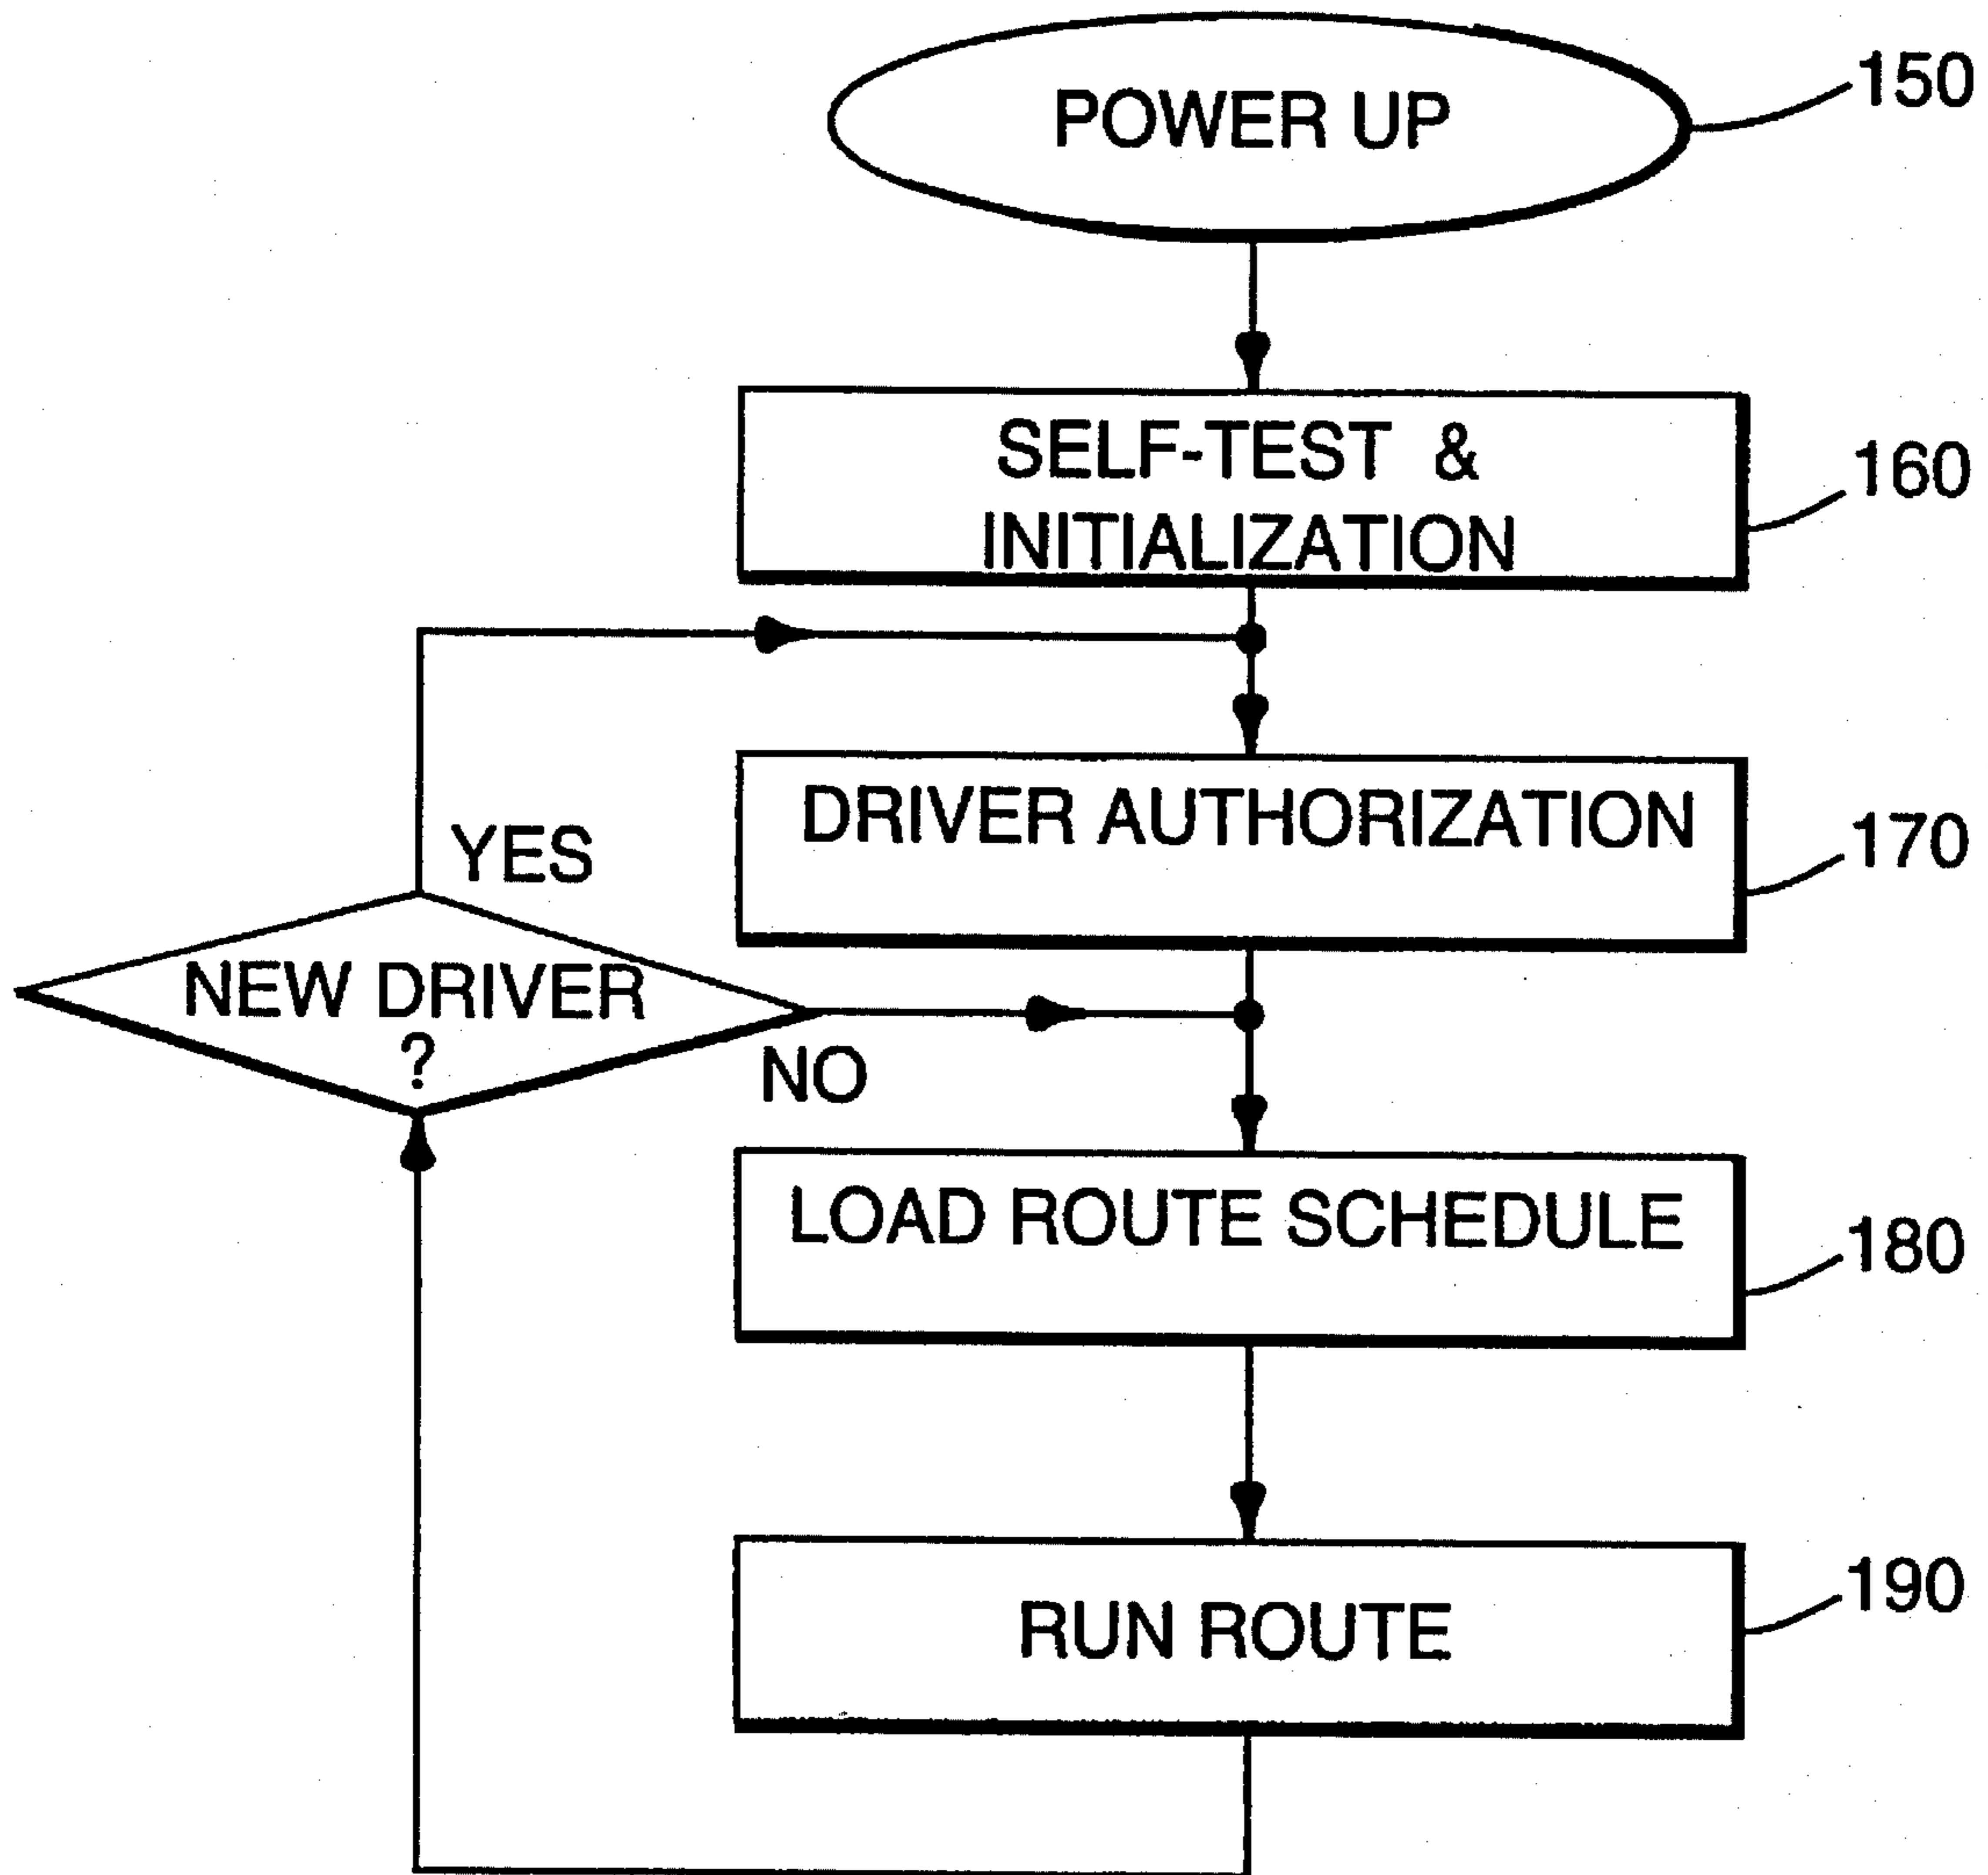 POWER UP
150
SELF-TEST &
INITIALIZATION
160
DRIVER AUTHORIZATION
170
YES
NEW DRIVER
?
NO
LOAD ROUTE SCHEDULE
180
RUN ROUTE
190